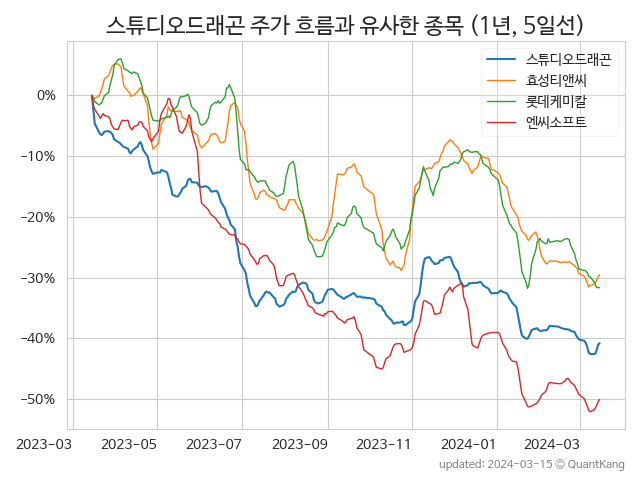 스튜디오드래곤 주가 흐름과 유사한 종목 (1년, 5일선)
스튜디오드래곤
효성티앤씨
롯데케미칼
엔씨소프트
0%
−10%
−20%
−30%
−40%
−50%
2023-03 2023-05 2023-07 2023-09 2023-11 2024-01 2024-03
updated: 2024-03-15 © QuantKang